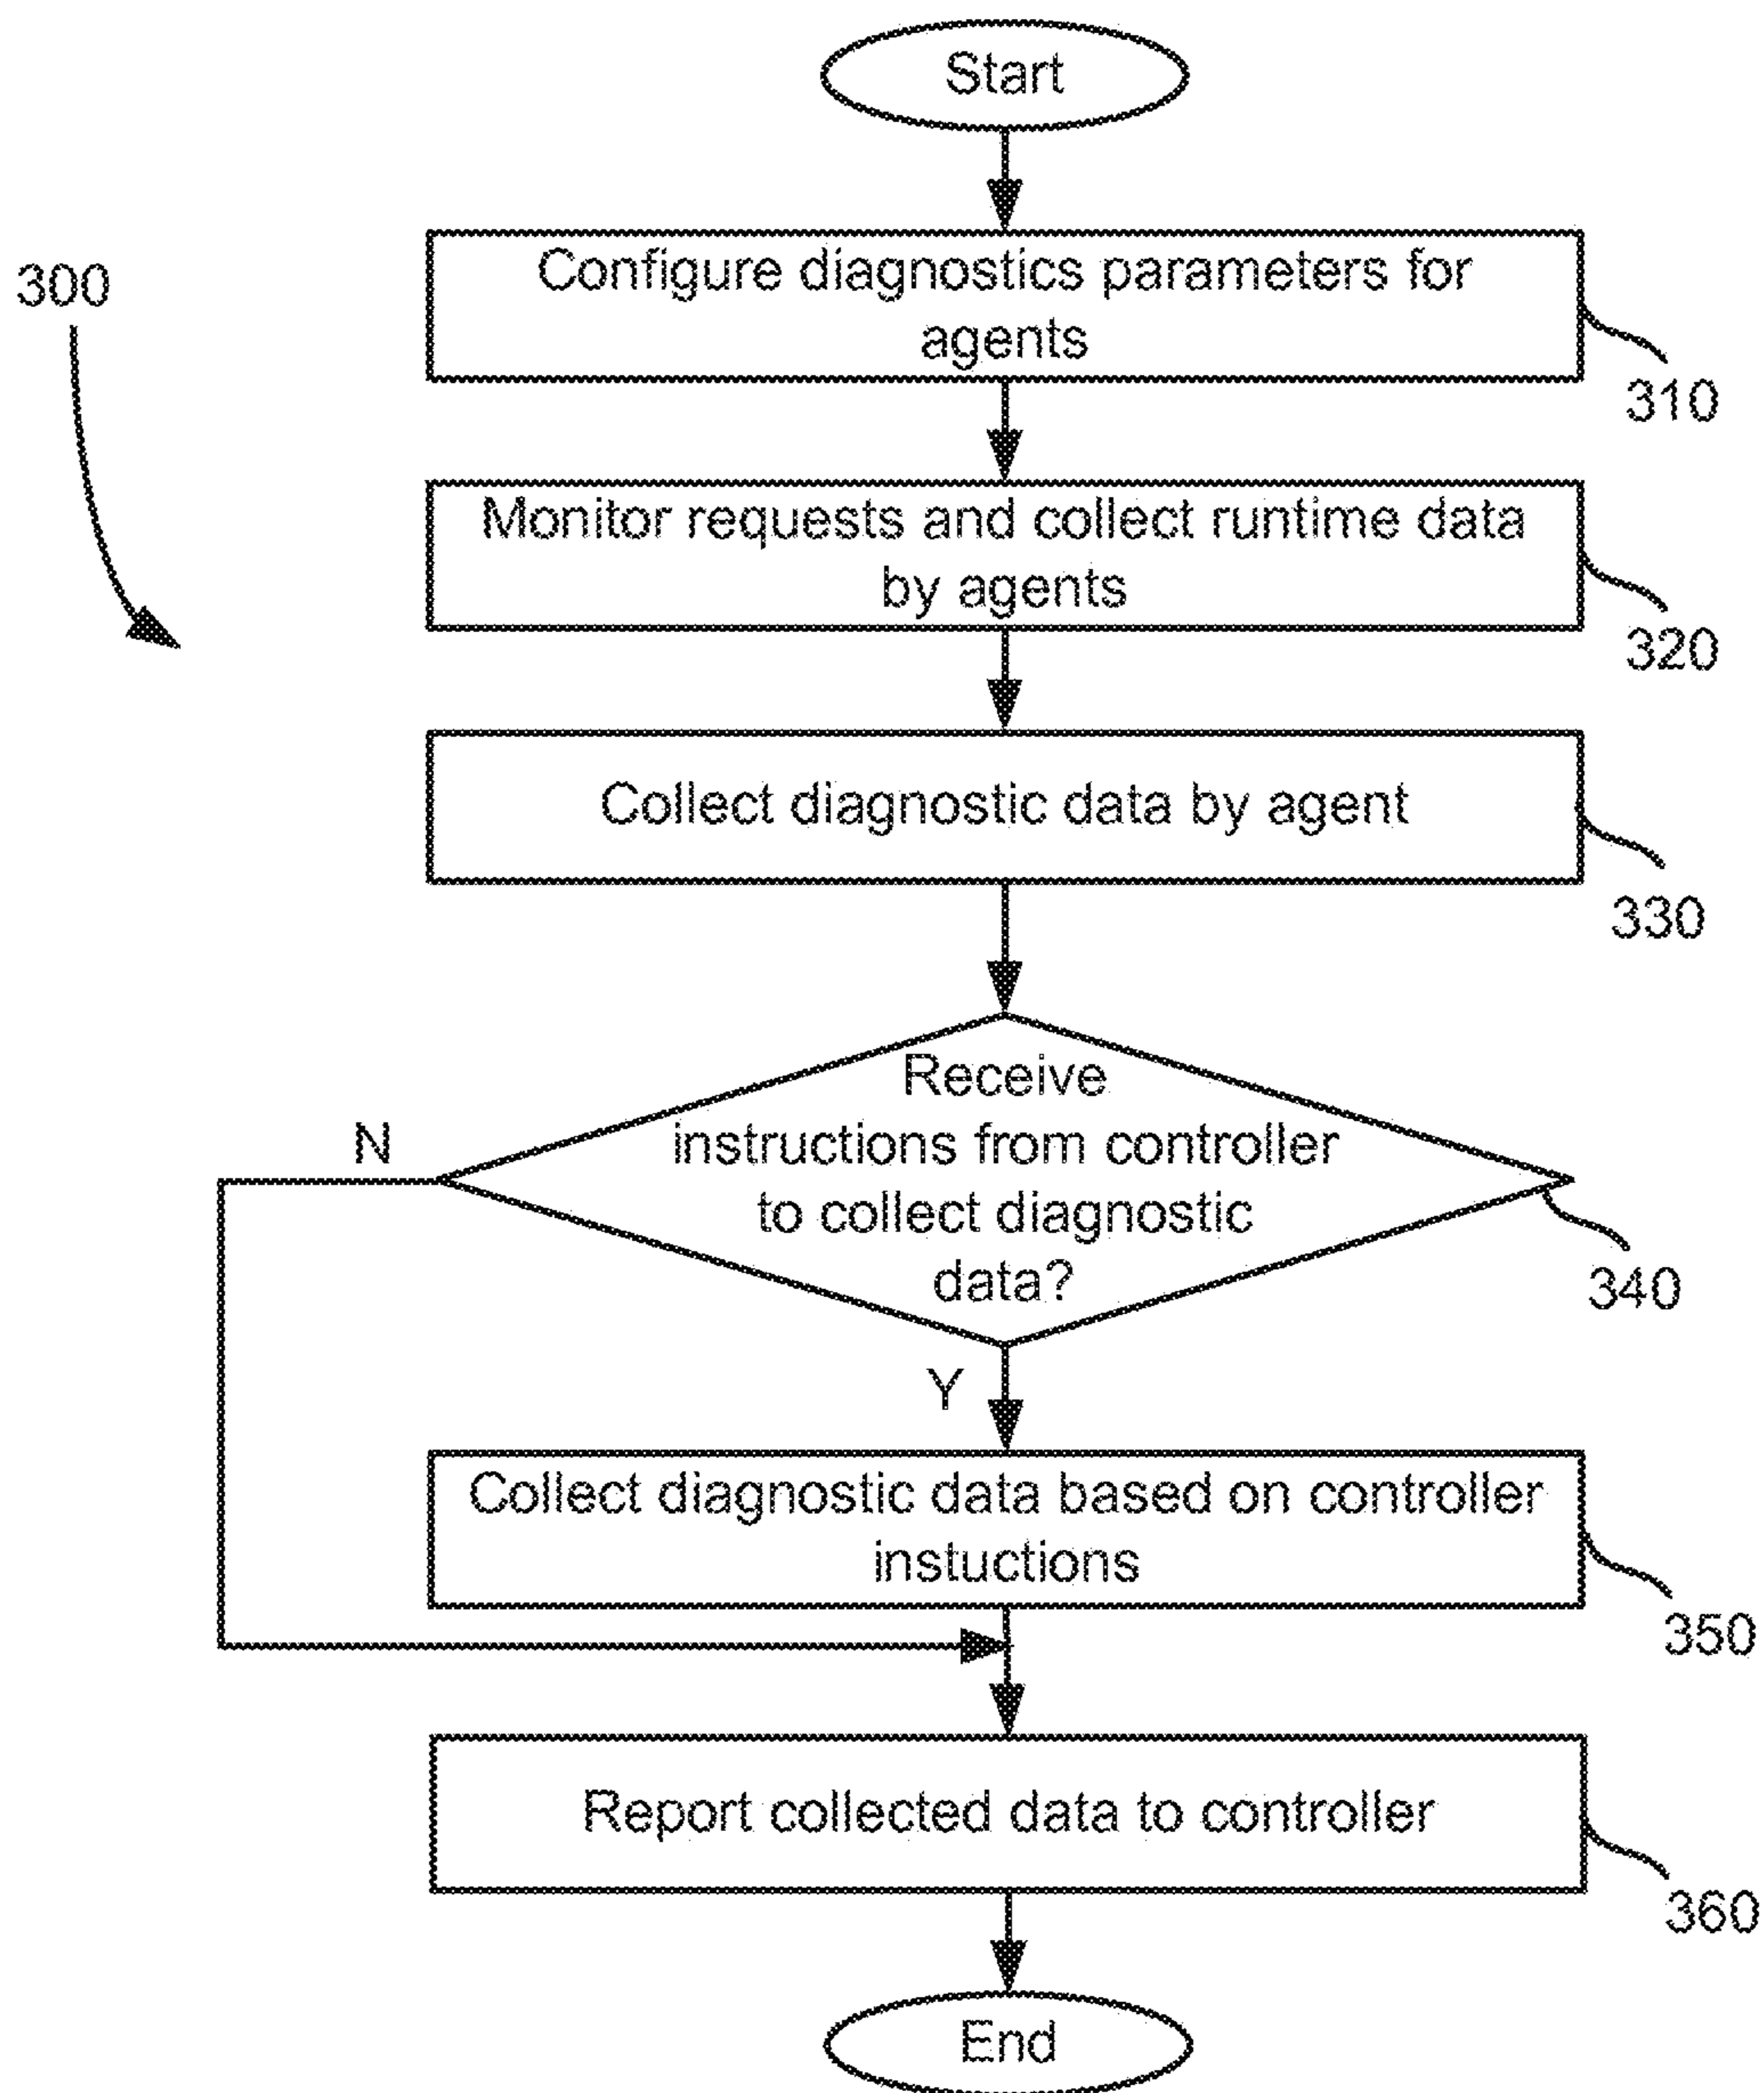 Start
300
Configure diagnostics parameters for
agents
310
Monitor requests and collect runtime data
by agents
320
Collect diagnostic data by agent
330
Receive
instructions from controller
to collect diagnostic
data?
N
340
Y
Collect diagnostic data based on controller
instuctions
350
Report collected data to controller
360
End